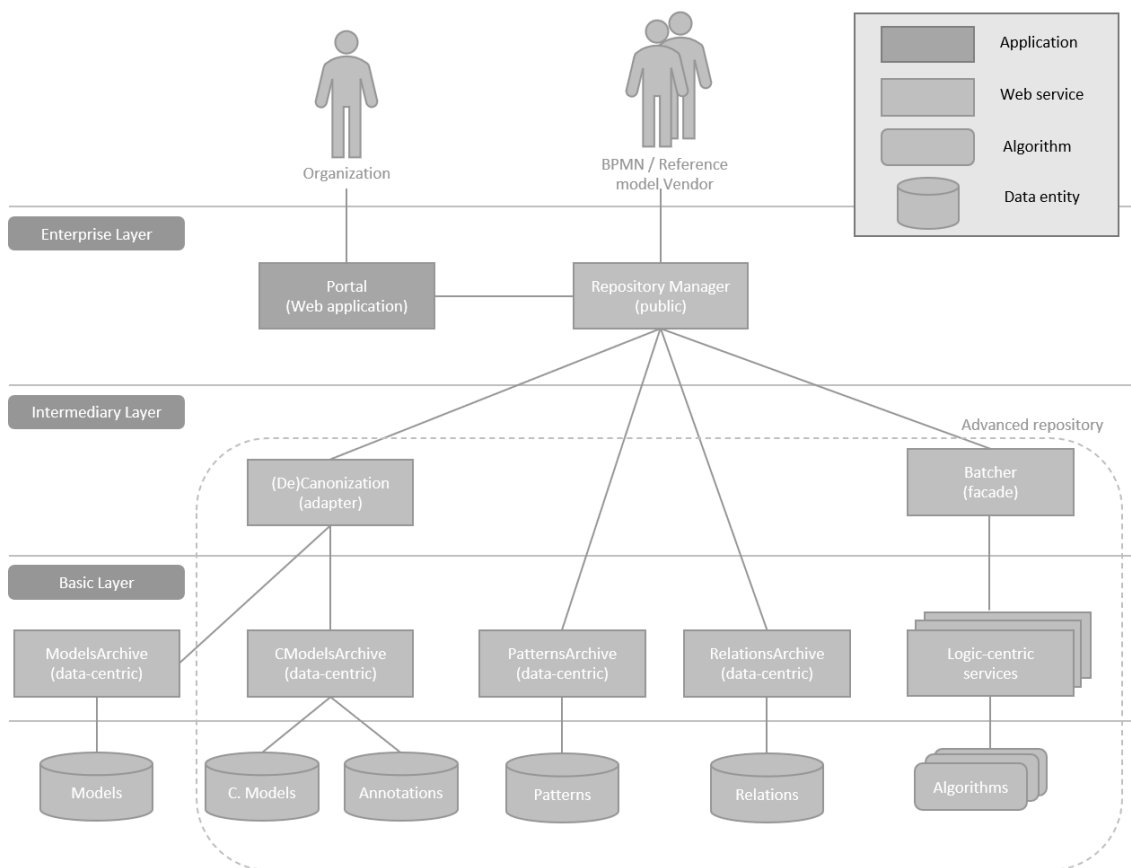 Application
Web service
Algorithm
Data entity
Organization
BPMN / Reference
model Vendor
Enterprise Layer
Portal
(Web application)
Repository Manager
(public)
Intermediary Layer
Advanced repository
(De)Canonization
(adapter)
Batcher
(facade)
Basic Layer
ModelsArchive
(data-centric)
CModelsArchive
(data-centric)
PatternsArchive
(data-centric)
RelationsArchive
(data-centric)
Logic-centric
services
Models
C. Models
Annotations
Patterns
Relations
Algorithms